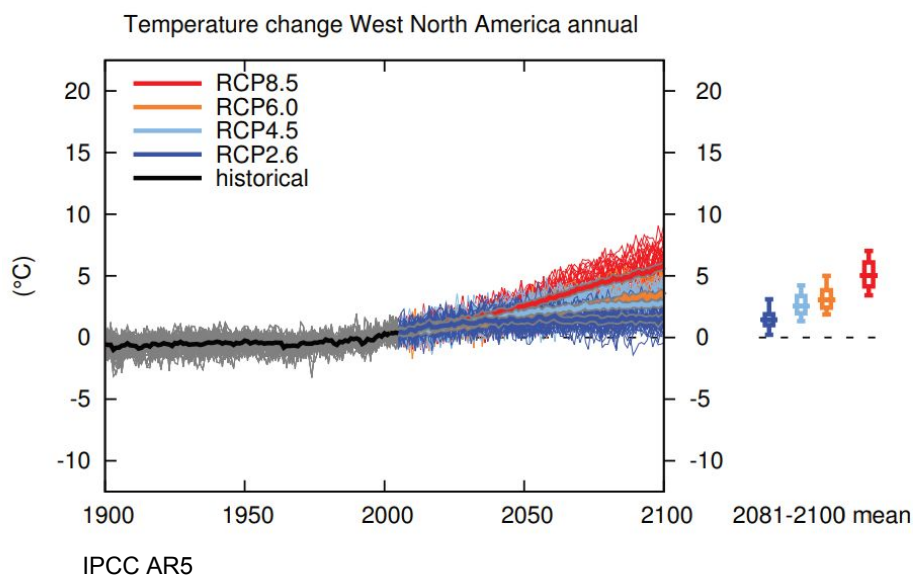 Temperature change West North America annual
RCP8.5
RCP6.0
RCP4.5
RCP2.6
historical
(°C)
20
15
10
5
0
-5
-10
20
15
10
5
0
-5
-10
1900 1950 2000 2050 2100
2081-2100 mean
IPCC AR5